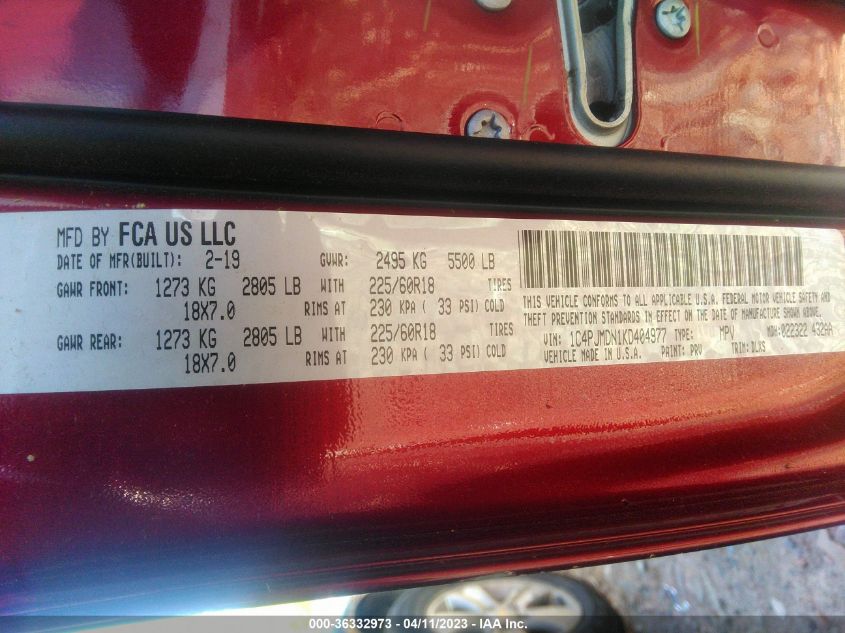 MFD BY FCA US LLC
DATE OF MFR(BUILT): 2-19 GVWR: 2495 KG 5500 LB
GAWR FRONT: 1273 KG 2805 LB WITH 225/60R18 TIRES
18X7.0 RIMS AT 230 KPA ( 33 PSI) COLD
GAWR REAR: 1273 KG 2805 LB WITH 225/60R18 TIRES
18X7.0 RIMS AT 230 KPA ( 33 PSI) COLD
THIS VEHICLE CONFORMS TO ALL APPLICABLE U.S.A. FEDERAL MOTOR VEHICLE SAFETY AND
THEFT PREVENTION STANDARDS IN EFFECT ON THE DATE OF MANUFACTURE SHOWN ABOVE.
VIN: 1C4PJMDN1KD404977 TYPE: MPV MDH: 022322 432AA
VEHICLE MADE IN U.S.A. PAINT: PRV TRIM: DLX9
000-36332973 - 04/11/2023 - IAA Inc.